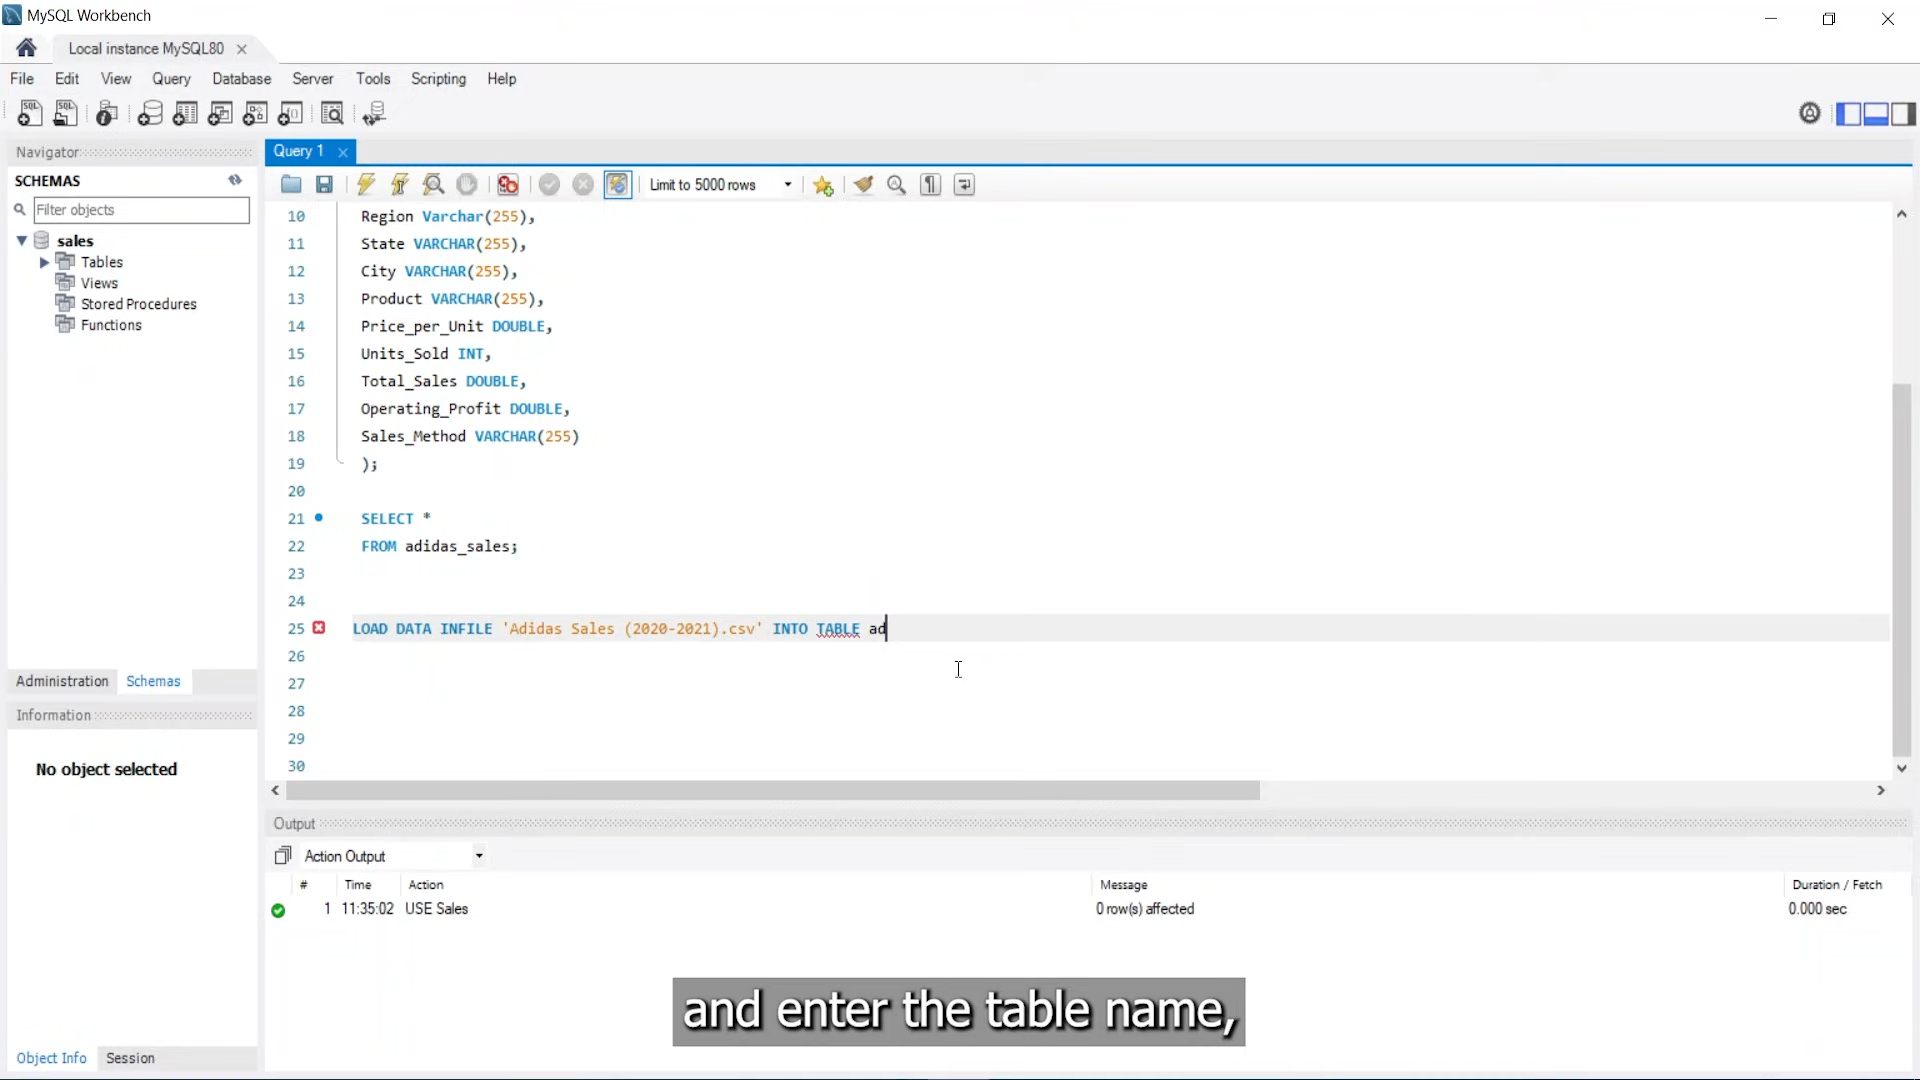 MySQL Workbench
Local instance MySQL80
File Edit View Query Database Server Tools Scripting Help
Navigator
SCHEMAS
Filter objects
sales
Tables
Views
Stored Procedures
Functions
Administration Schemas
Information
No object selected
Object Info Session
Query 1
Limit to 5000 rows
10 Region Varchar(255),
11 State VARCHAR(255),
12 City VARCHAR(255),
13 Product VARCHAR(255),
14 Price_per_Unit DOUBLE,
15 Units_Sold INT,
16 Total_Sales DOUBLE,
17 Operating_Profit DOUBLE,
18 Sales_Method VARCHAR(255)
19 );
20
21 SELECT *
22 FROM adidas_sales;
23
24
25 LOAD DATA INFILE 'Adidas Sales (2020-2021).csv' INTO TABLE ad
26
27
28
29
30
Output
Action Output
# Time Action Message Duration / Fetch
1 11:35:02 USE Sales 0 row(s) affected 0.000 sec
and enter the table name,